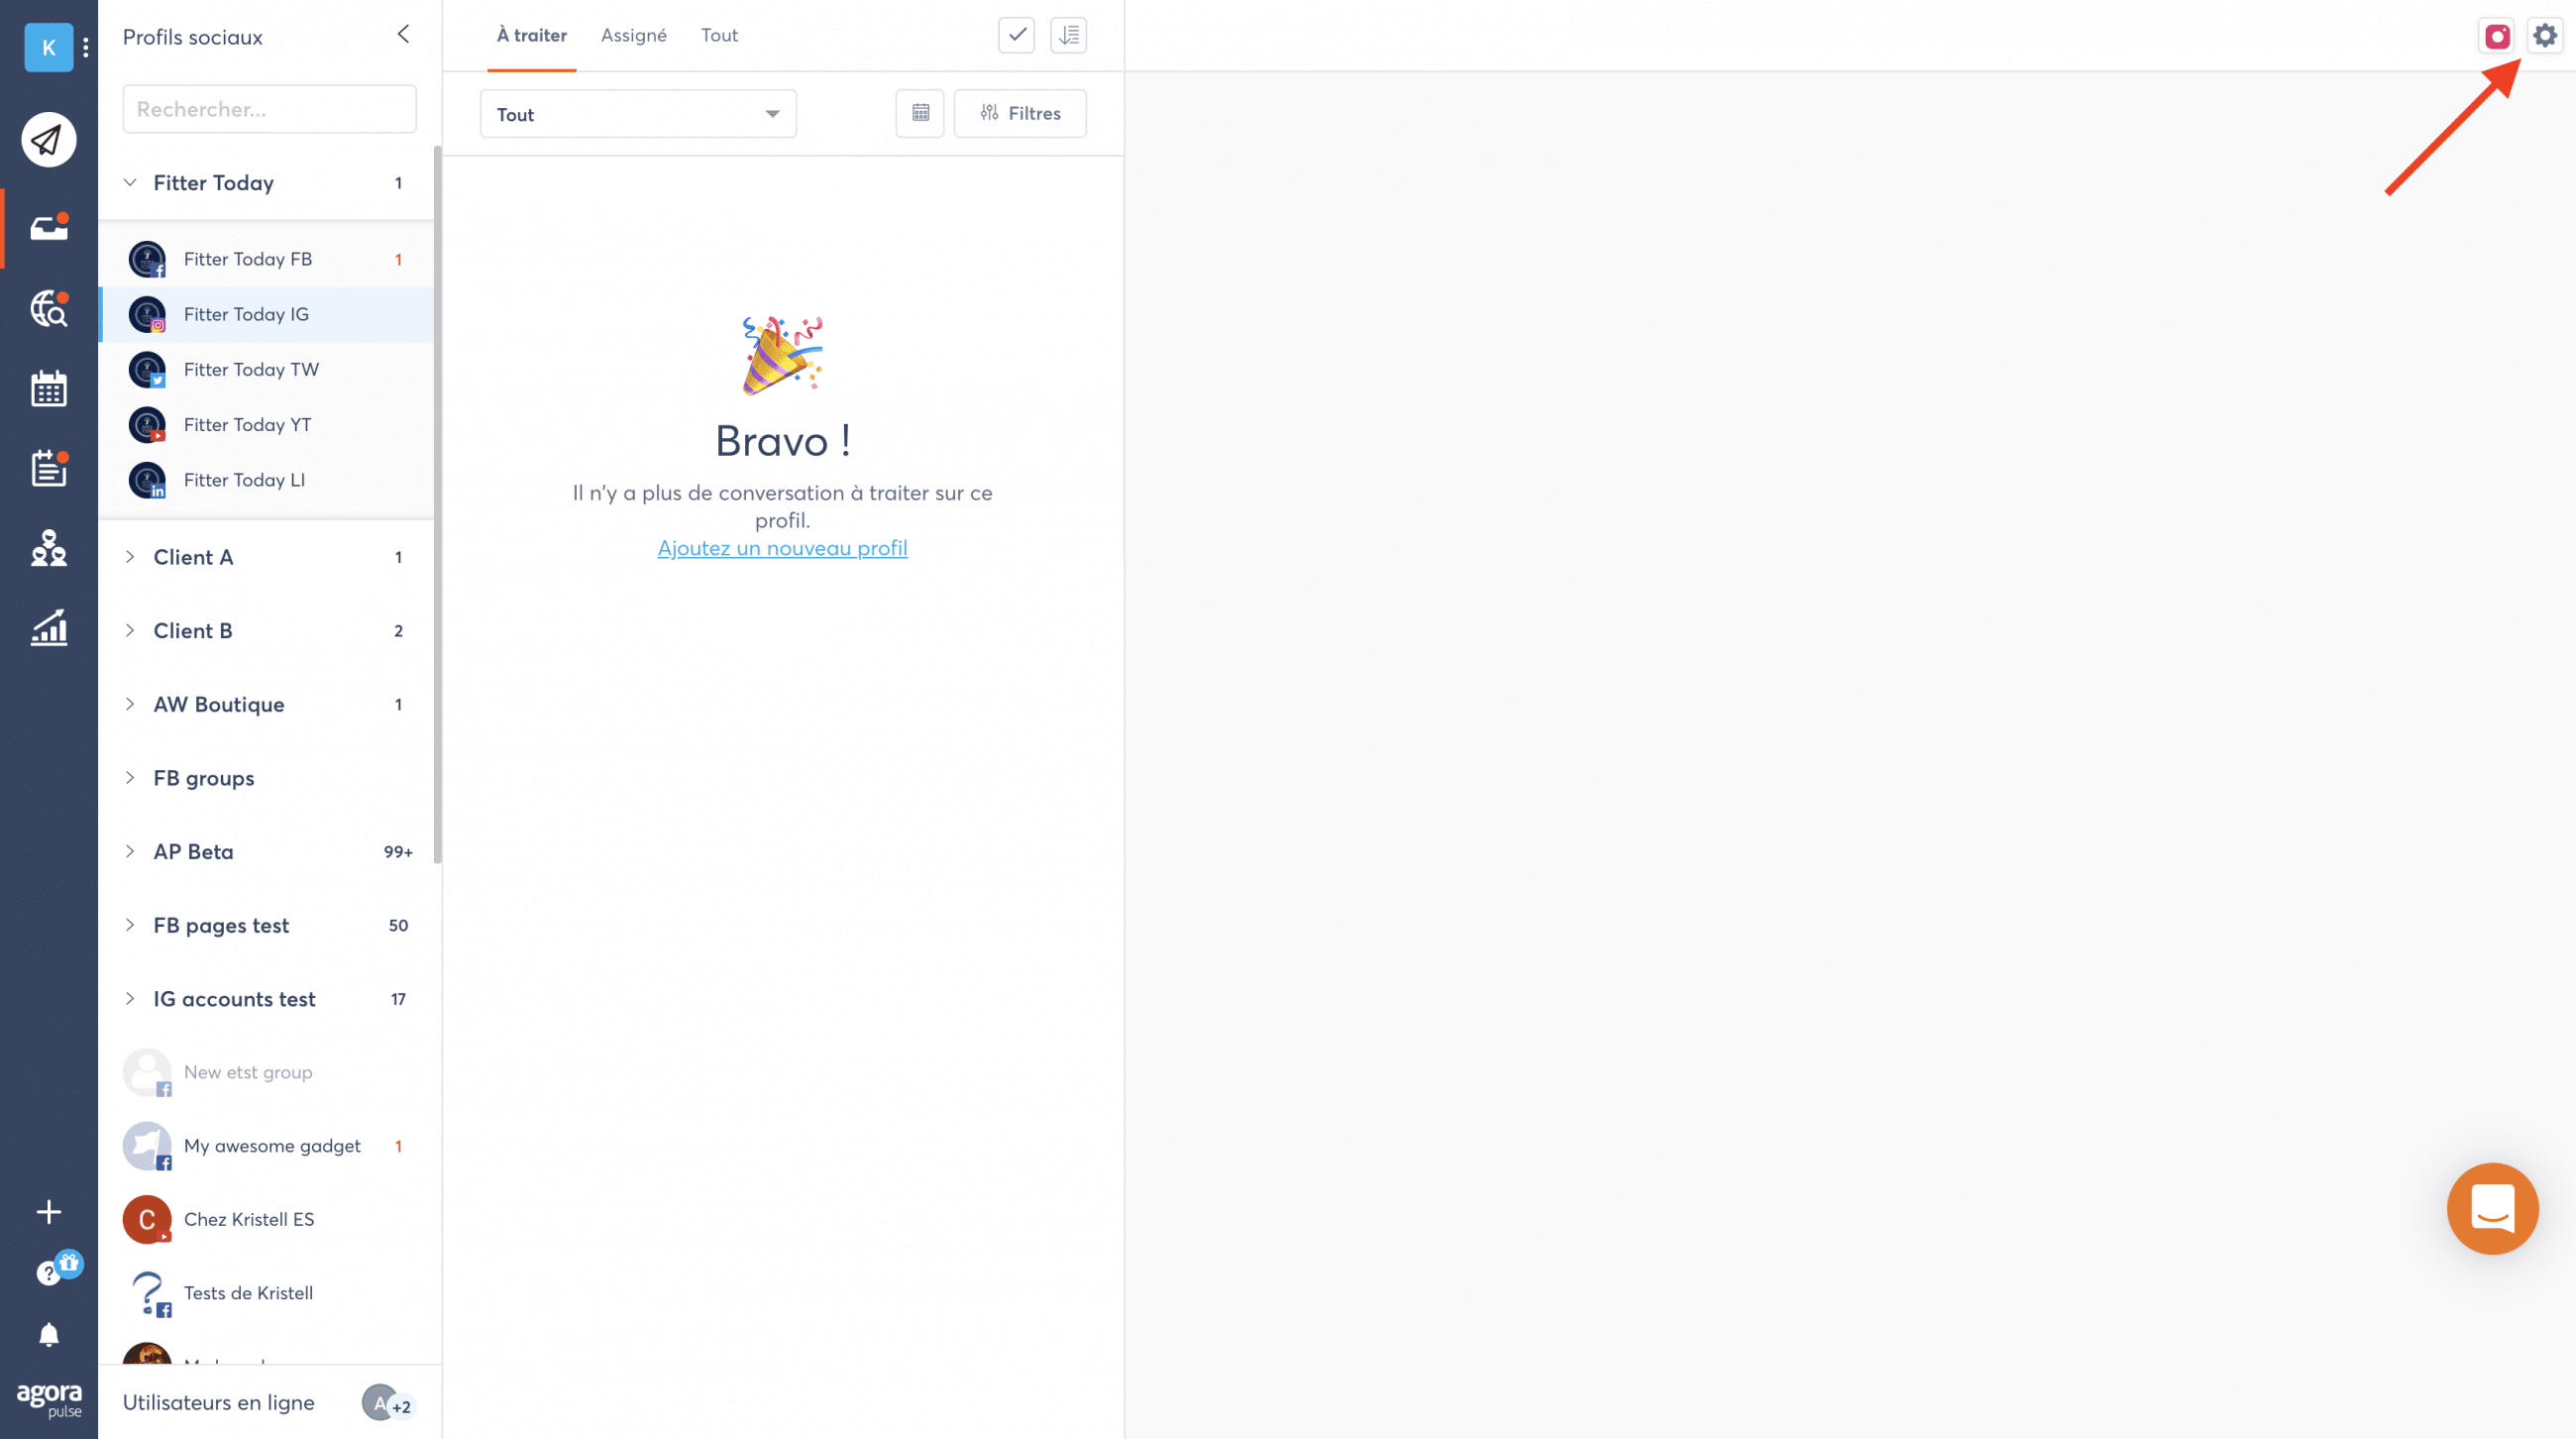 K
Profils sociaux
Rechercher...
Fitter Today 1
Fitter Today FB 1
Fitter Today IG
Fitter Today TW
Fitter Today YT
Fitter Today LI
Client A 1
Client B 2
AW Boutique 1
FB groups
AP Beta 99+
FB pages test 50
IG accounts test 17
New etst group
My awesome gadget 1
C Chez Kristell ES
Tests de Kristell
Utilisateurs en ligne A +2
agora
pulse
À traiter Assigné Tout
Tout Filtres
Bravo !
Il n'y a plus de conversation à traiter sur ce
profil.
Ajoutez un nouveau profil